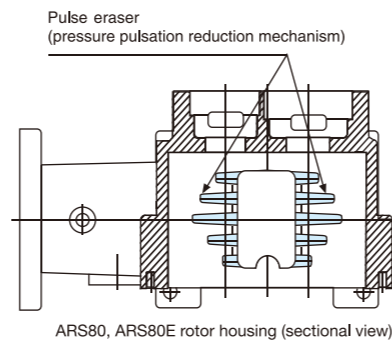 Pulse eraser
(pressure pulsation reduction mechanism)
ARS80, ARS80E rotor housing (sectional view)